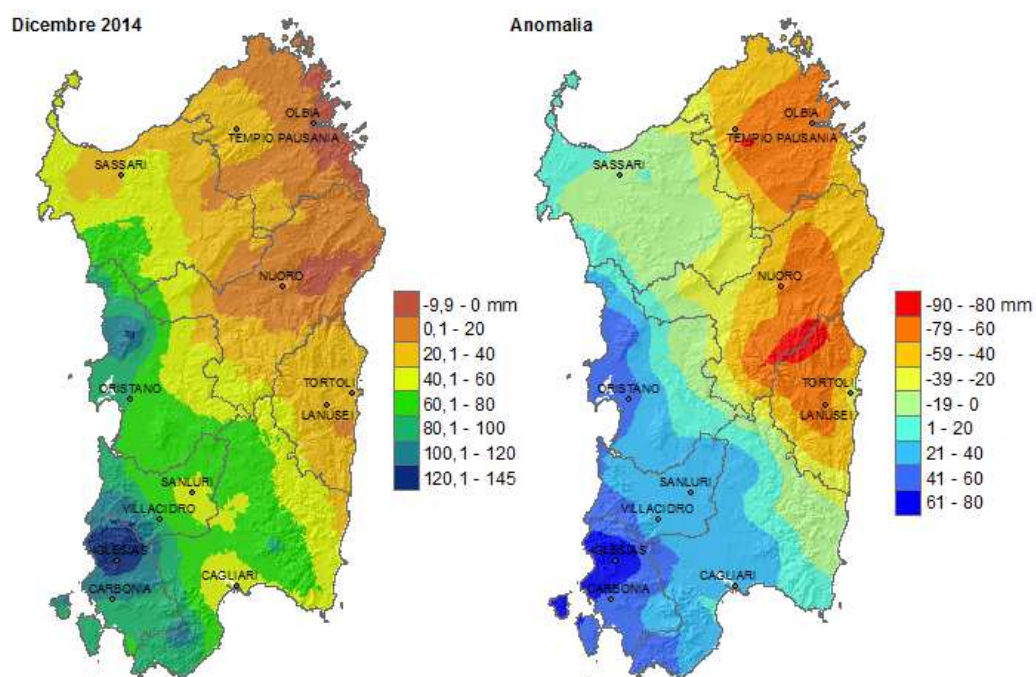 Dicembre 2014
OLBIA
TEMPIO PAUSANIA
SASSARI
NUORO
ORISTANO
TORTOLI
LANUSEI
SANLURI
VILLACIDRO
IGLESIAS
CARBONIA
CAGLIARI
-9,9 - 0 mm
0,1 - 20
20,1 - 40
40,1 - 60
60,1 - 80
80,1 - 100
100,1 - 120
120,1 - 145
Anomalia
OLBIA
TEMPIO PAUSANIA
SASSARI
NUORO
ORISTANO
TORTOLI
LANUSEI
SANLURI
VILLACIDRO
IGLESIAS
CARBONIA
CAGLIARI
-90 - -80 mm
-79 - -60
-59 - -40
-39 - -20
-19 - 0
1 - 20
21 - 40
41 - 60
61 - 80